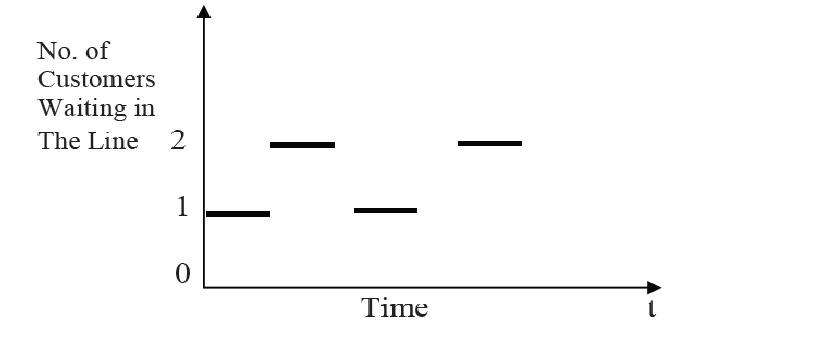 No. of
Customers
Waiting in
The Line 2
1
0
Time t